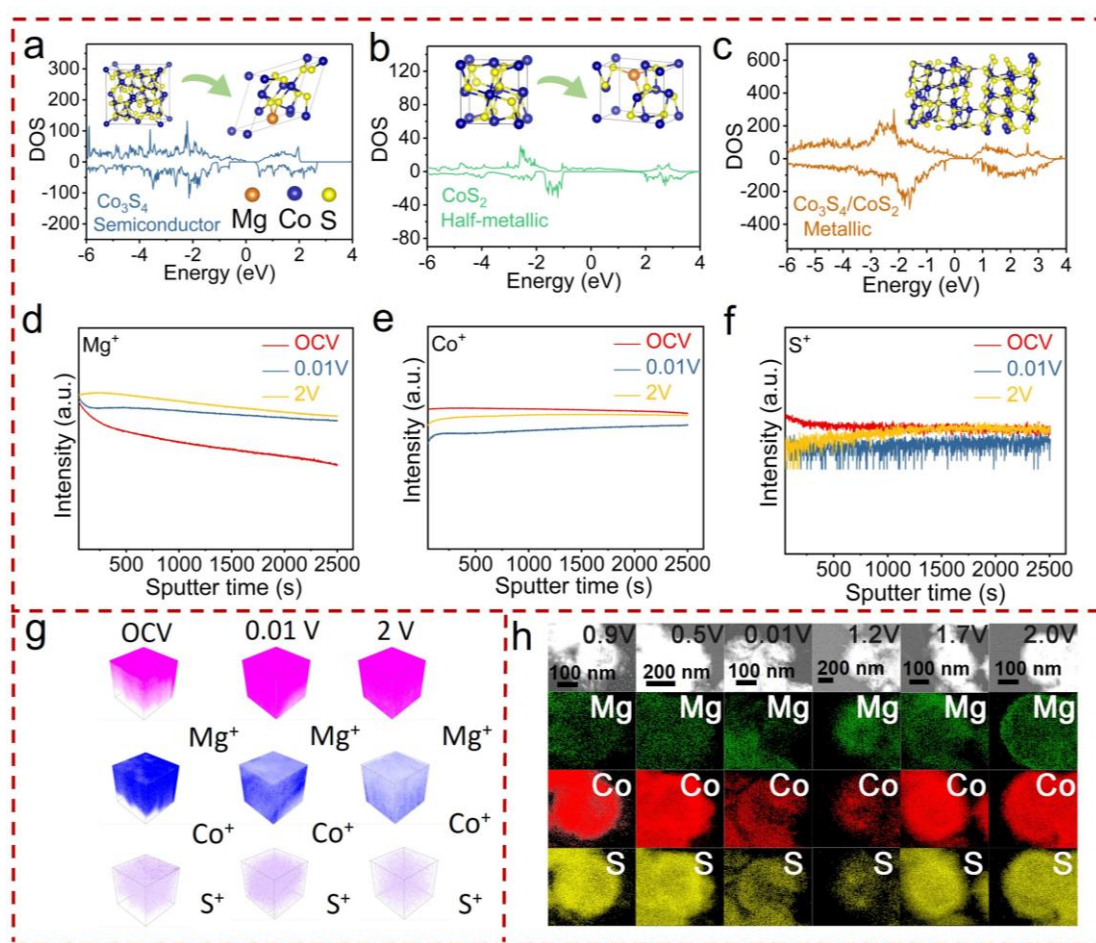 a
300
200
100
0
-100
-200
DOS
Co₃S₄
Semiconductor
Mg Co S
-6 -4 -2 0 2 4
Energy (eV)
b
120
80
40
0
-40
-80
DOS
CoS₂
Half-metallic
-6 -4 -2 0 2 4
Energy (eV)
c
600
400
200
0
-200
-400
DOS
Co₃S₄/CoS₂
Metallic
-6 -5 -4 -3 -2 -1 0 1 2 3 4
Energy (eV)
d
Mg⁺
OCV
0.01V
2V
Intensity (a.u.)
500 1000 1500 2000 2500
Sputter time (s)
e
Co⁺
OCV
0.01V
2V
Intensity (a.u.)
500 1000 1500 2000 2500
Sputter time (s)
f
S⁺
OCV
0.01V
2V
Intensity (a.u.)
500 1000 1500 2000 2500
Sputter time (s)
g
OCV 0.01 V 2 V
Mg⁺ Mg⁺ Mg⁺
Co⁺ Co⁺ Co⁺
S⁺ S⁺ S⁺
h
0.9V 0.5V 0.01V 1.2V 1.7V 2.0V
100 nm 200 nm 100 nm 200 nm 100 nm 100 nm
Mg Mg Mg Mg Mg Mg
Co Co Co Co Co Co
S S S S S S